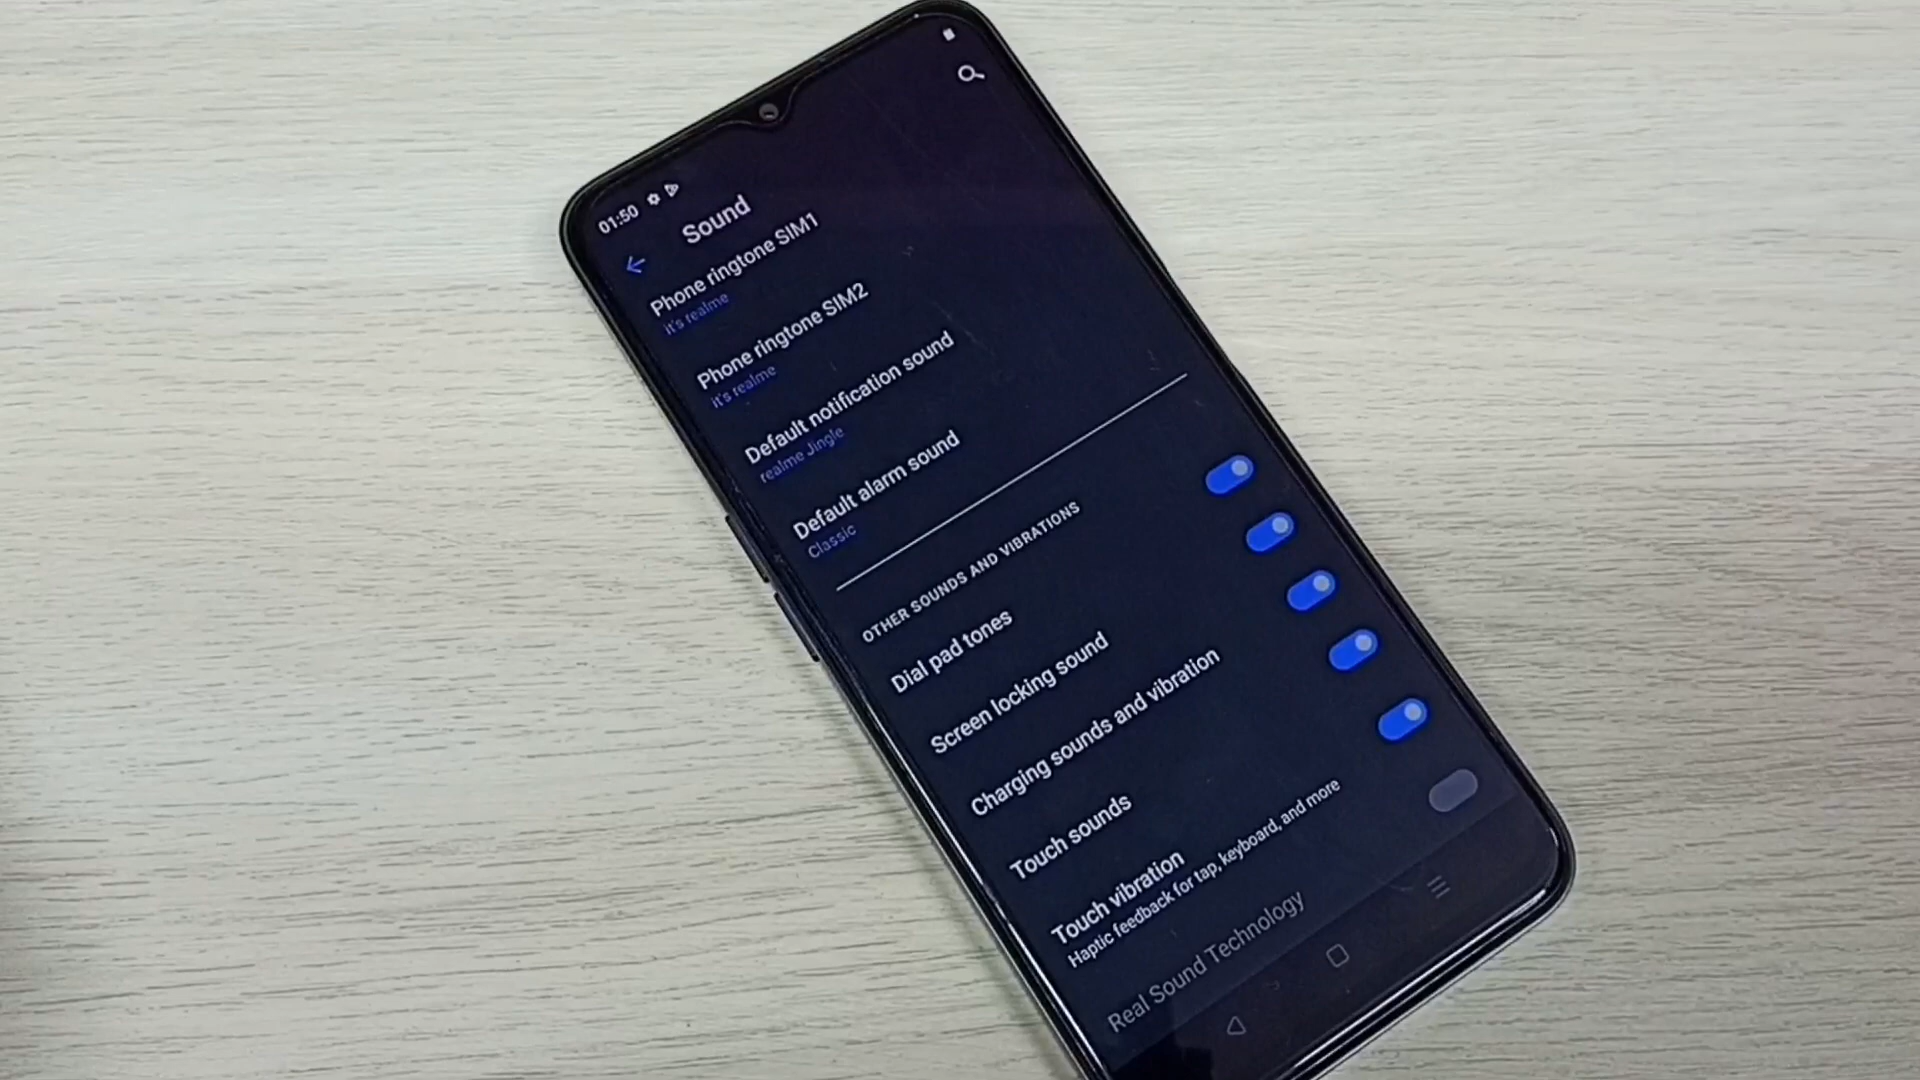 01:50
Sound
Phone ringtone SIM1
it's realme
Phone ringtone SIM2
it's realme
Default notification sound
realme Jingle
Default alarm sound
Classic
OTHER SOUNDS AND VIBRATIONS
Dial pad tones
Screen locking sound
Charging sounds and vibration
Touch sounds
Touch vibration
Haptic feedback for tap, keyboard, and more
Real Sound Technology